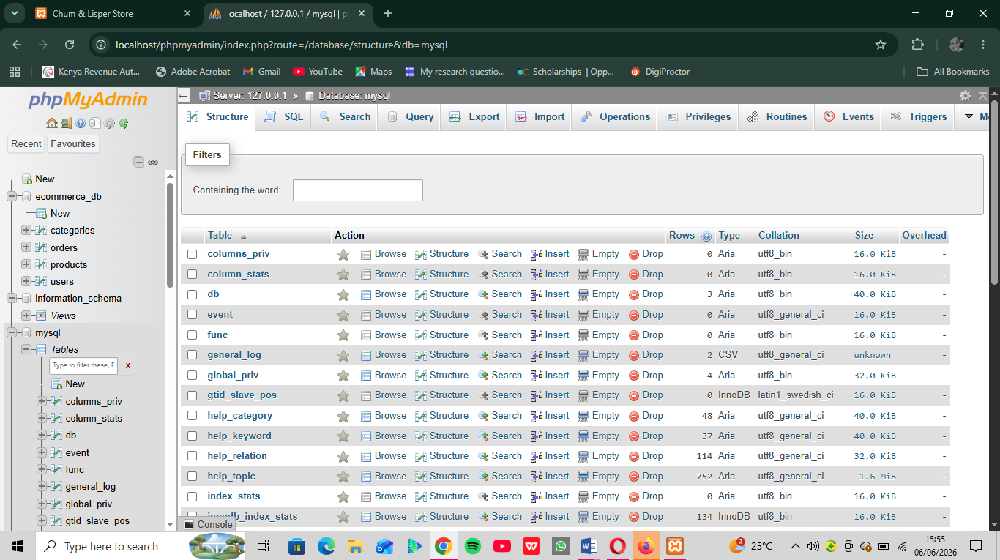 Chum & Lisper Store
localhost / 127.0.0.1 / mysql | p
localhost/phpmyadmin/index.php?route=/database/structure&db=mysql
Kenya Revenue Aut... Adobe Acrobat Gmail YouTube Maps My research questio... Scholarships | Opp... DigiProctor All Bookmarks
phpMyAdmin
Recent Favourites
New
ecommerce_db
New
categories
orders
products
users
information_schema
Views
mysql
Tables
Type to filter these, E x
New
columns_priv
column_stats
db
event
func
general_log
global_priv
gtid_slave_pos
Server: 127.0.0.1 » Database: mysql
Structure SQL Search Query Export Import Operations Privileges Routines Events Triggers
Filters
Containing the word:
Table Action Rows Type Collation Size Overhead
columns_priv Browse Structure Search Insert Empty Drop 0 Aria utf8_bin 16.0 KiB -
column_stats Browse Structure Search Insert Empty Drop 0 Aria utf8_bin 16.0 KiB -
db Browse Structure Search Insert Empty Drop 3 Aria utf8_bin 40.0 KiB -
event Browse Structure Search Insert Empty Drop 0 Aria utf8_general_ci 16.0 KiB -
func Browse Structure Search Insert Empty Drop 0 Aria utf8_bin 16.0 KiB -
general_log Browse Structure Search Insert Empty Drop 2 CSV utf8_general_ci unknown -
global_priv Browse Structure Search Insert Empty Drop 4 Aria utf8_bin 32.0 KiB -
gtid_slave_pos Browse Structure Search Insert Empty Drop 0 InnoDB latin1_swedish_ci 16.0 KiB -
help_category Browse Structure Search Insert Empty Drop 48 Aria utf8_general_ci 40.0 KiB -
help_keyword Browse Structure Search Insert Empty Drop 37 Aria utf8_general_ci 40.0 KiB -
help_relation Browse Structure Search Insert Empty Drop 114 Aria utf8_general_ci 32.0 KiB -
help_topic Browse Structure Search Insert Empty Drop 752 Aria utf8_general_ci 1.6 MiB -
index_stats Browse Structure Search Insert Empty Drop 0 Aria utf8_bin 16.0 KiB -
innodb_index_stats Browse Structure Search Insert Empty Drop 134 InnoDB utf8_bin 16.0 KiB -
Console
Type here to search
2
25°C
15:55
06/06/2026